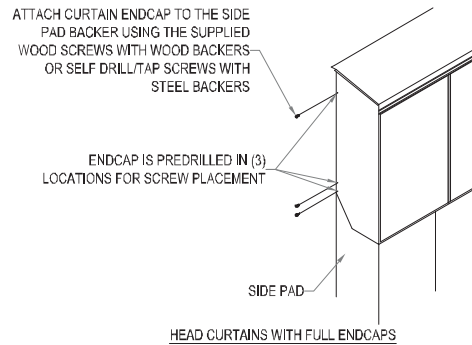 ATTACH CURTAIN ENDCAP TO THE SIDE
PAD BACKER USING THE SUPPLIED
WOOD SCREWS WITH WOOD BACKERS
OR SELF DRILL/TAP SCREWS WITH
STEEL BACKERS
ENDCAP IS PREDRILLED IN (3)
LOCATIONS FOR SCREW PLACEMENT
SIDE PAD
HEAD CURTAINS WITH FULL ENDCAPS